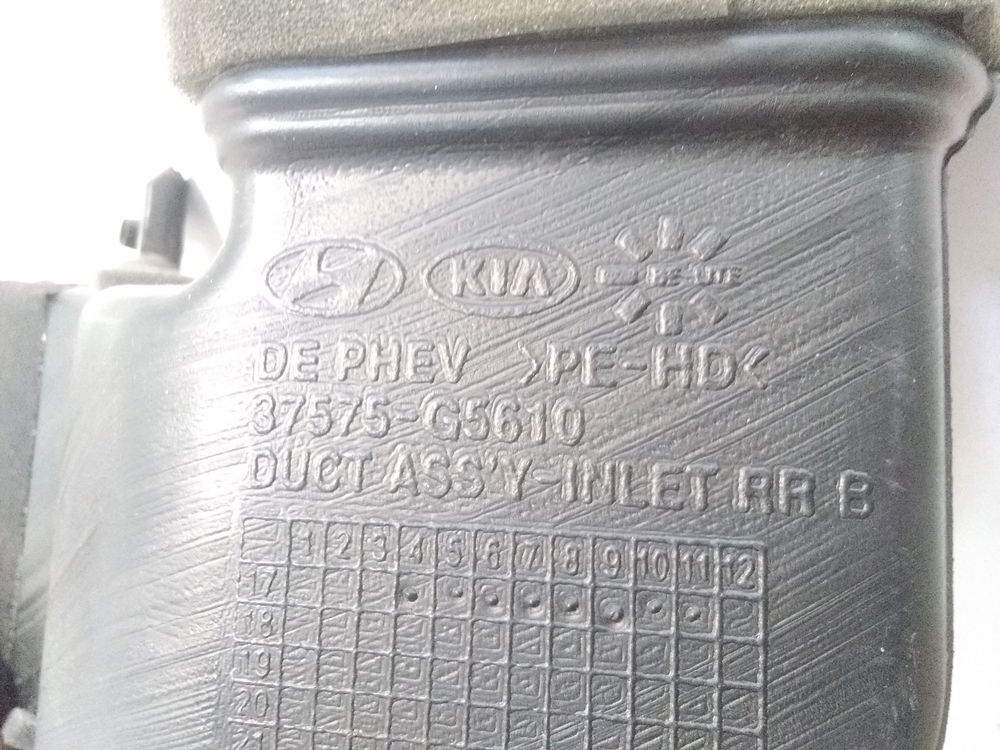 KIA
DE PHEV >PE-HD<
37575-G5610
DUCT ASS'Y-INLET RR B
1 2 3 4 5 6 7 8 9 10 11 12
17
18
19
20
21